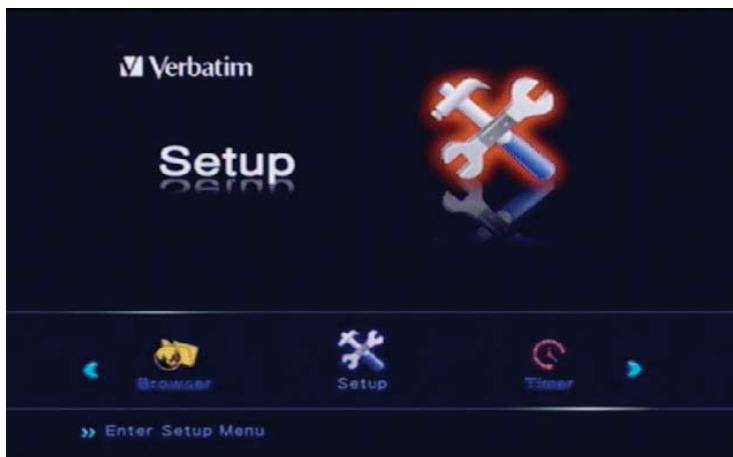 Verbatim
Setup
Browser
Setup
Timer
>> Enter Setup Menu